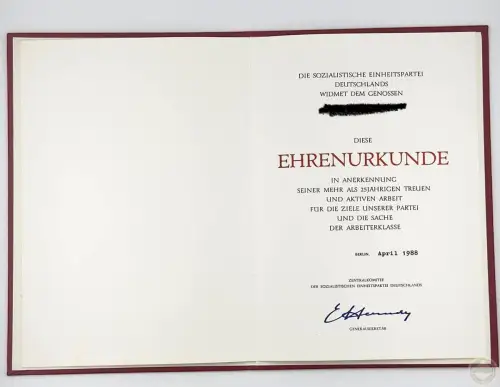 DIE SOZIALISTISCHE EINHEITSPARTEI
DEUTSCHLANDS
WIDMET DEM GENOSSEN
DIESE
EHRENURKUNDE
IN ANERKENNUNG
SEINER MEHR ALS 25JÄHRIGEN TREUEN
UND AKTIVEN ARBEIT
FÜR DIE ZIELE UNSERER PARTEI
UND DIE SACHE
DER ARBEITERKLASSE
BERLIN, April 1988
ZENTRALKOMITEE
DER SOZIALISTISCHEN EINHEITSPARTEI DEUTSCHLANDS
GENERALSEKRETÄR